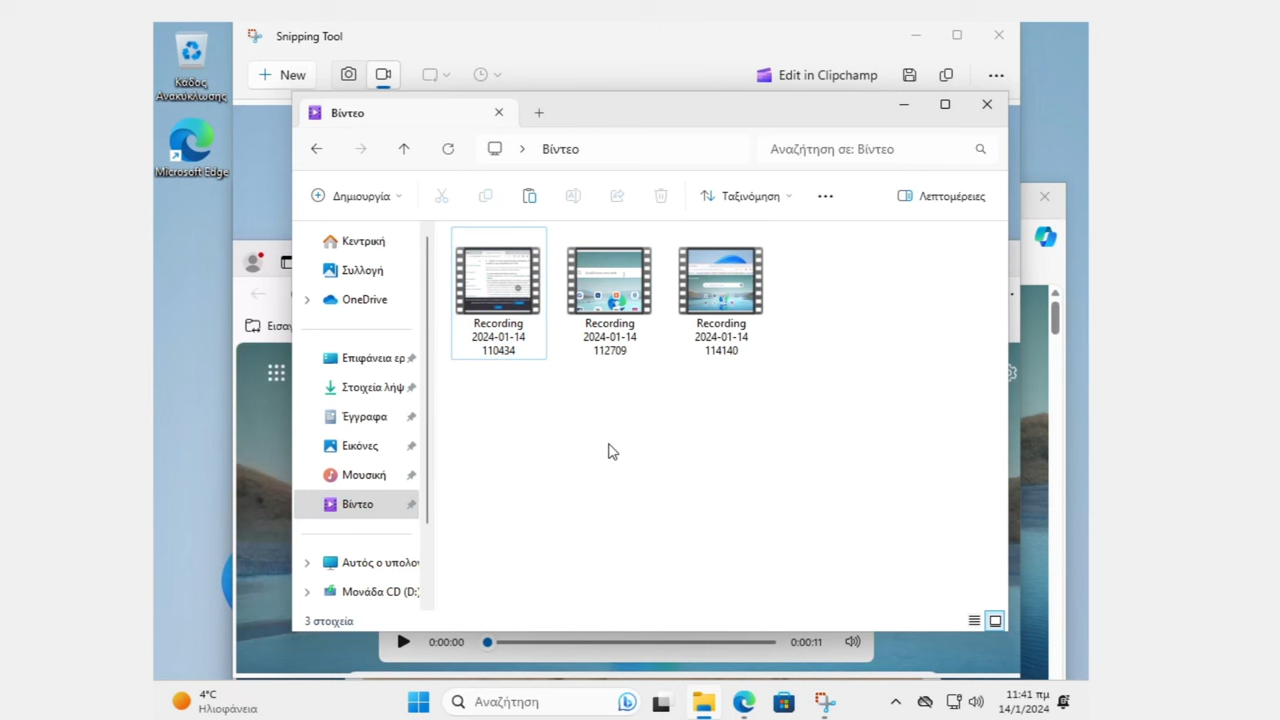 Κάδος
Ανακύκλωσης
Microsoft Edge
Snipping Tool
New
Edit in Clipchamp
Βίντεο
Βίντεο
Αναζήτηση σε: Βίντεο
Δημιουργία
Ταξινόμηση
Λεπτομέρειες
Κεντρική
Συλλογή
OneDrive
Επιφάνεια ερ
Στοιχεία λήψ
Έγγραφα
Εικόνες
Μουσική
Βίντεο
Αυτός ο υπολο
Μονάδα CD (D:)
Recording
2024-01-14
110434
Recording
2024-01-14
112709
Recording
2024-01-14
114140
3 στοιχεία
Εισα
0:00:00
0:00:11
4°C
Ηλιοφάνεια
Αναζήτηση
11:41 πμ
14/1/2024